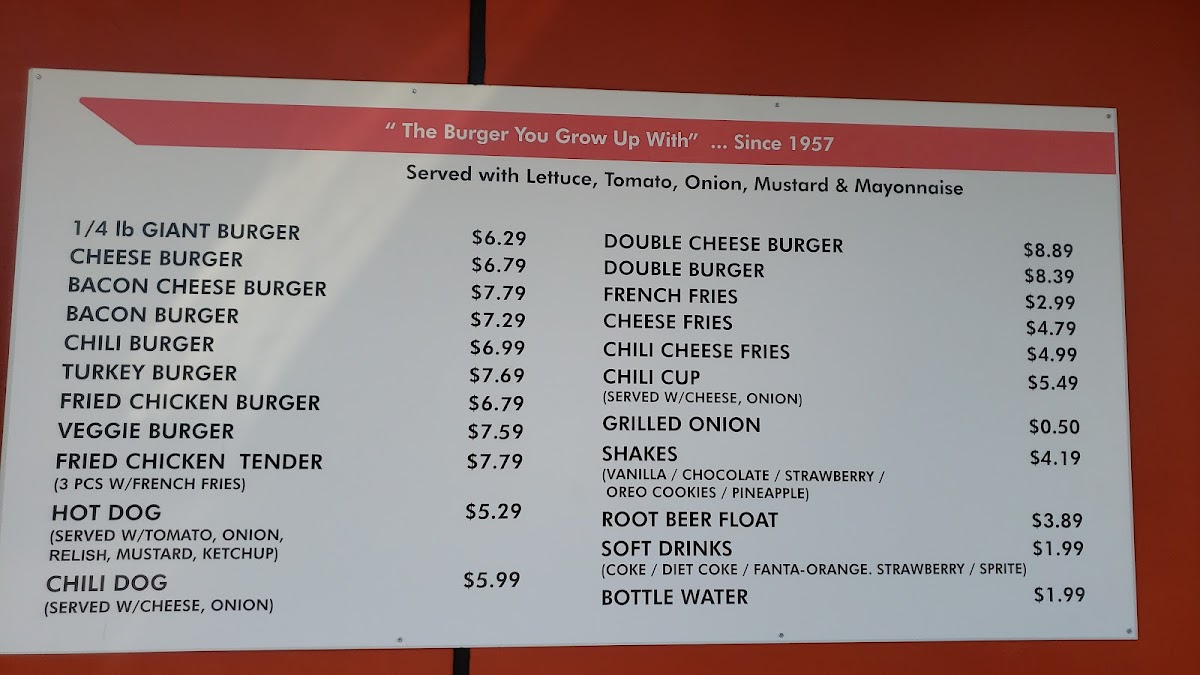 “ The Burger You Grow Up With” ... Since 1957
Served with Lettuce, Tomato, Onion, Mustard & Mayonnaise
1/4 lb GIANT BURGER $6.29
CHEESE BURGER $6.79
BACON CHEESE BURGER $7.79
BACON BURGER $7.29
CHILI BURGER $6.99
TURKEY BURGER $7.69
FRIED CHICKEN BURGER $6.79
VEGGIE BURGER $7.59
FRIED CHICKEN TENDER $7.79
(3 PCS W/FRENCH FRIES)
HOT DOG $5.29
(SERVED W/TOMATO, ONION,
RELISH, MUSTARD, KETCHUP)
CHILI DOG $5.99
(SERVED W/CHEESE, ONION)
DOUBLE CHEESE BURGER $8.89
DOUBLE BURGER $8.39
FRENCH FRIES $2.99
CHEESE FRIES $4.79
CHILI CHEESE FRIES $4.99
CHILI CUP $5.49
(SERVED W/CHEESE, ONION)
GRILLED ONION $0.50
SHAKES $4.19
(VANILLA / CHOCOLATE / STRAWBERRY /
OREO COOKIES / PINEAPPLE)
ROOT BEER FLOAT $3.89
SOFT DRINKS $1.99
(COKE / DIET COKE / FANTA-ORANGE. STRAWBERRY / SPRITE)
BOTTLE WATER $1.99